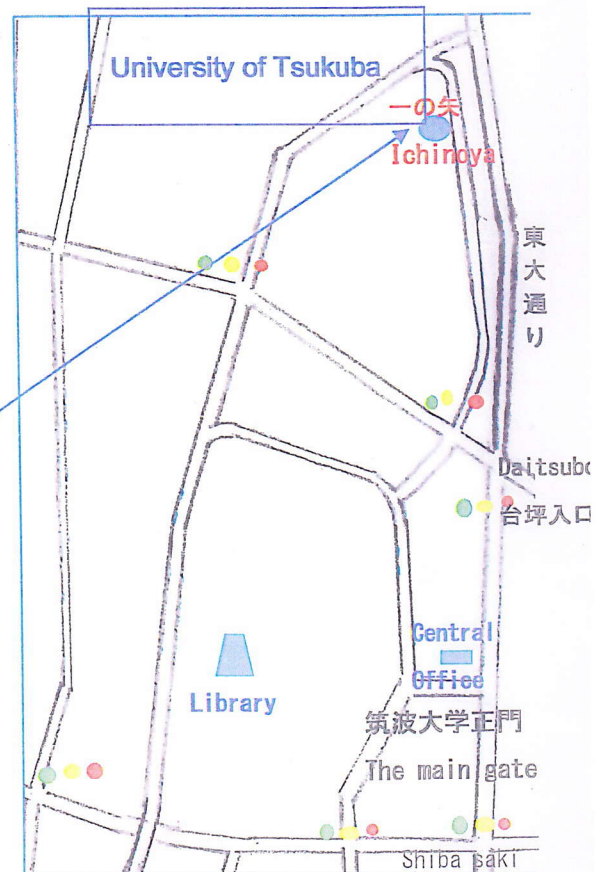 University of Tsukuba
一の矢
Ichinoya
東大通り
Daitsubo
台坪入口
Central
Office
Library
筑波大学正門
The main gate
Shiba saki